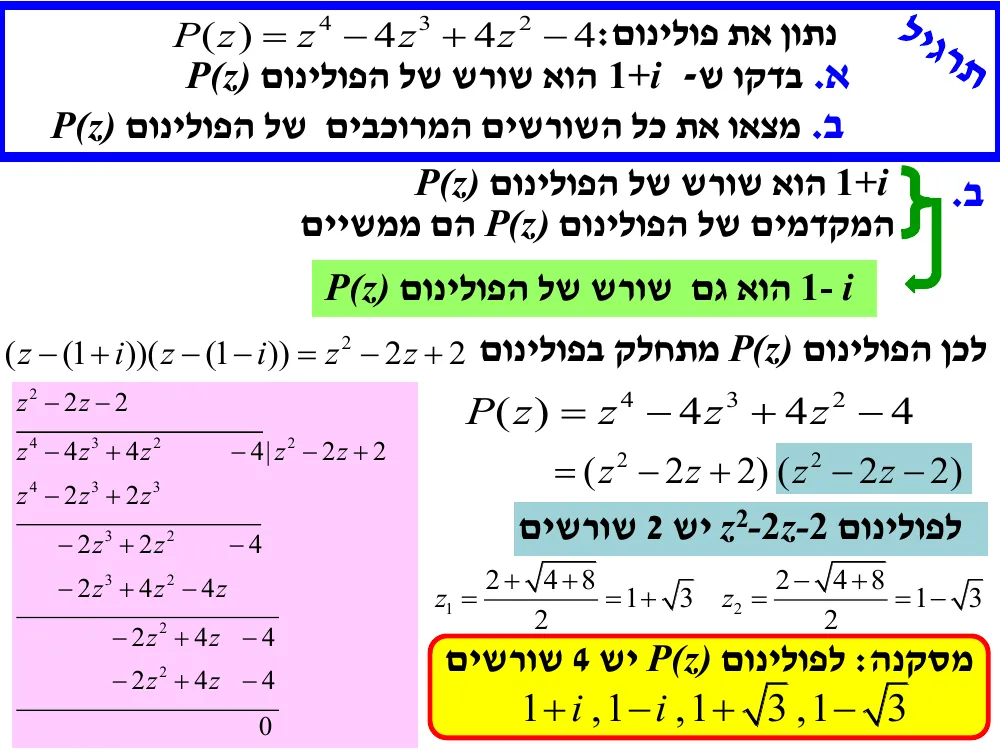 תרגיל
נתון את פולינום: P(z) = z⁴ − 4z³ + 4z² − 4
א. בדקו ש- 1+i הוא שורש של הפולינום P(z)
ב. מצאו את כל השורשים המרוכבים של הפולינום P(z)
ב.
1+i הוא שורש של הפולינום P(z)
המקדמים של הפולינום P(z) הם ממשיים
1- i הוא גם שורש של הפולינום P(z)
לכן הפולינום P(z) מתחלק בפולינום (z − (1+i))(z − (1−i)) = z² − 2z + 2
P(z) = z⁴ − 4z³ + 4z² − 4
= (z² − 2z + 2)(z² − 2z − 2)
לפולינום z²-2z-2 יש 2 שורשים
z₁ = (2 + √4+8)/2 = 1+ √3 z₂ = (2 − √4+8)/2 = 1− √3
מסקנה: לפולינום P(z) יש 4 שורשים
1+ i , 1− i , 1+ √3 , 1− √3
z² − 2z − 2
z⁴ − 4z³ + 4z² − 4 | z² − 2z + 2
z⁴ − 2z³ + 2z³
− 2z³ + 2z² − 4
− 2z³ + 4z² − 4z
− 2z² + 4z − 4
− 2z² + 4z − 4
0